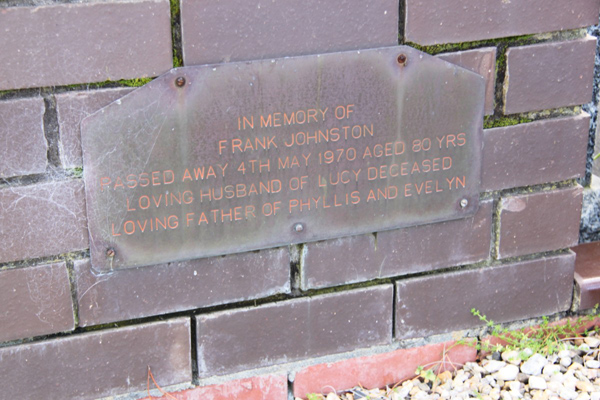 IN MEMORY OF
FRANK JOHNSTON
PASSED AWAY 4TH MAY 1970 AGED 80 YRS
LOVING HUSBAND OF LUCY DECEASED
LOVING FATHER OF PHYLLIS AND EVELYN